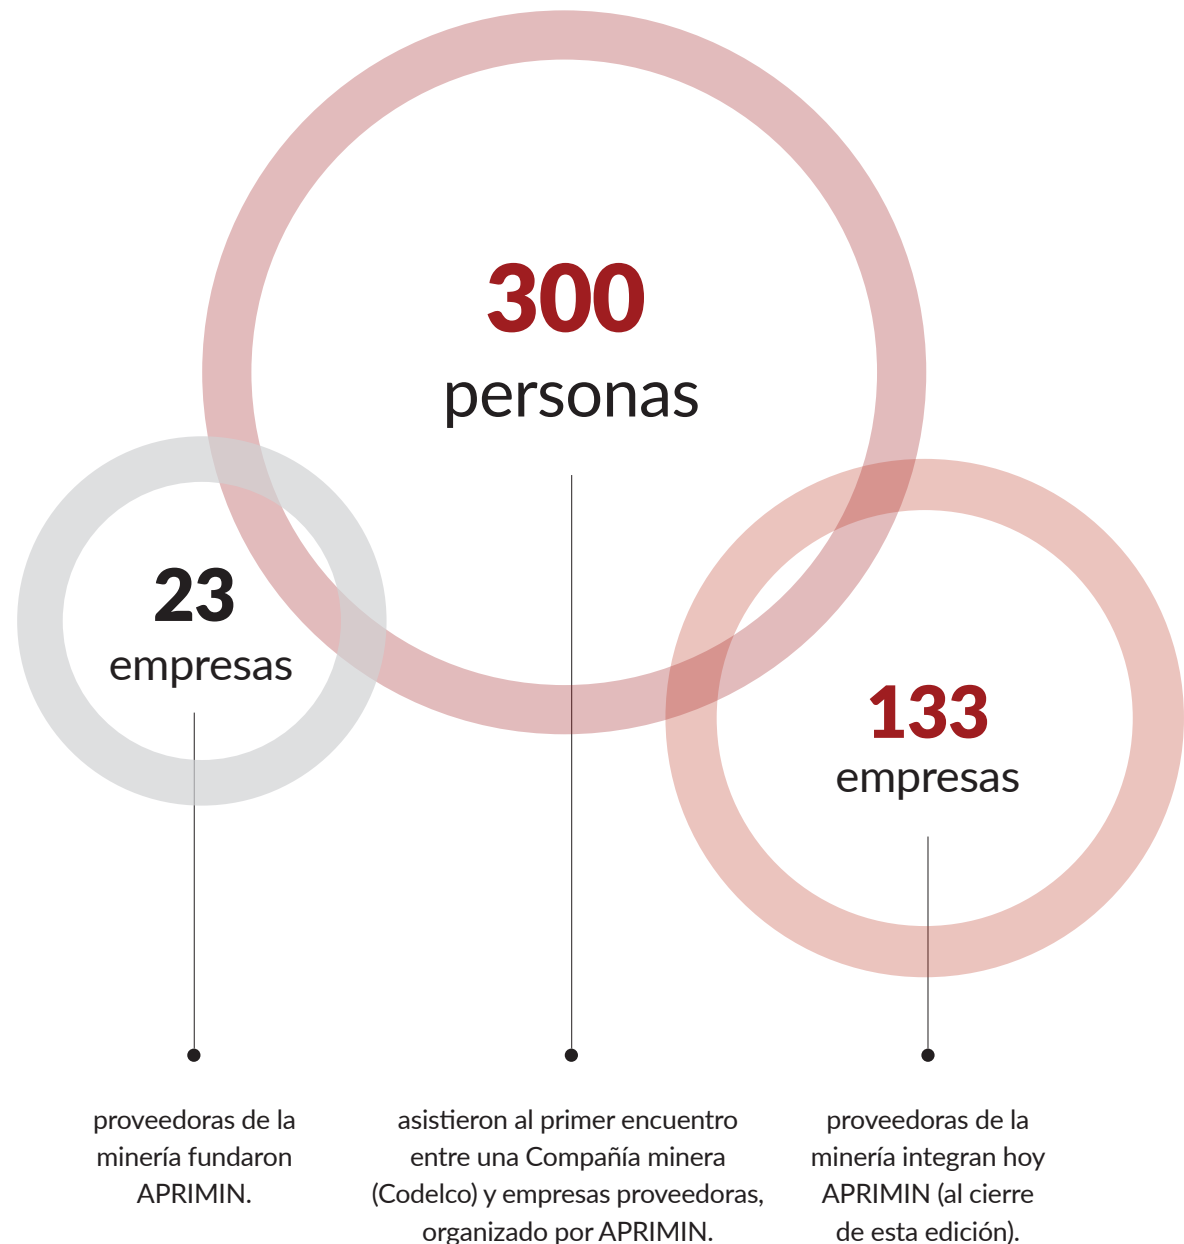 300
personas
23
empresas
133
empresas
proveedoras de la
minería fundaron
APRIMIN.
asistieron al primer encuentro
entre una Compañía minera
(Codelco) y empresas proveedoras,
organizado por APRIMIN.
proveedoras de la
minería integran hoy
APRIMIN (al cierre
de esta edición).